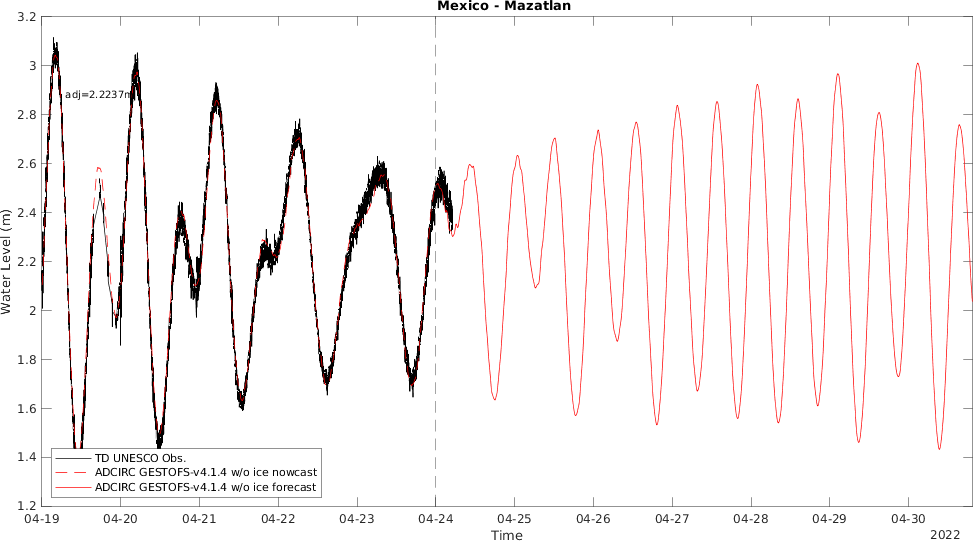 Mexico - Mazatlan
3.2
3
2.8
2.6
2.4
2.2
2
1.8
1.6
1.4
1.2
Water Level (m)
adj=2.2237m
TD UNESCO Obs.
ADCIRC GESTOFS-v4.1.4 w/o ice nowcast
ADCIRC GESTOFS-v4.1.4 w/o ice forecast
04-19 04-20 04-21 04-22 04-23 04-24 04-25 04-26 04-27 04-28 04-29 04-30
Time
2022